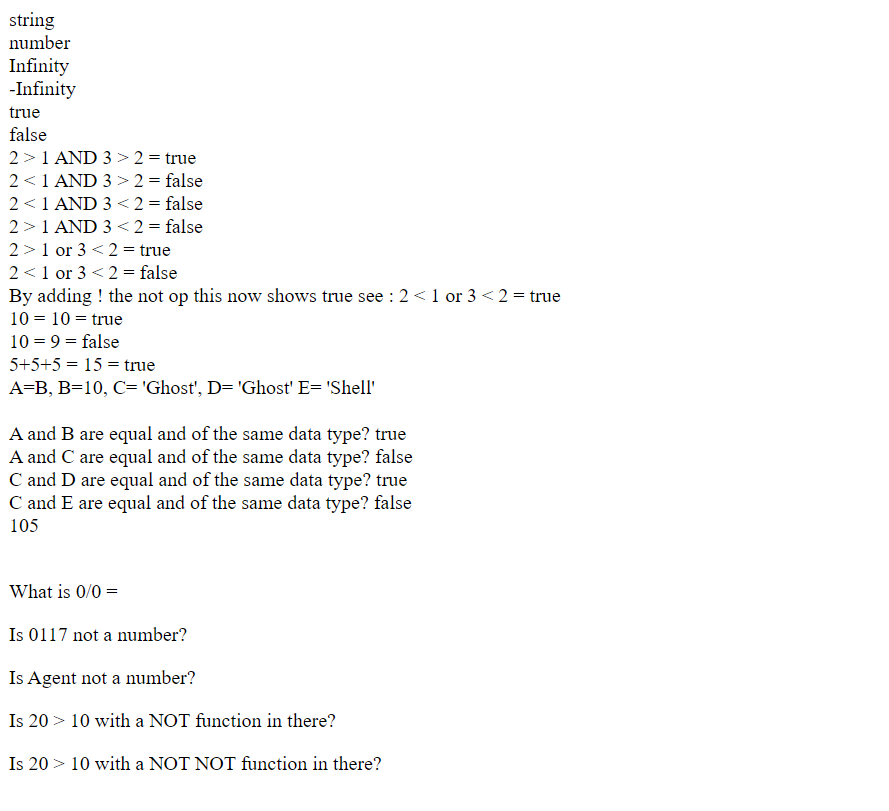 string
number
Infinity
-Infinity
true
false
2 > 1 AND 3 > 2 = true
2 < 1 AND 3 > 2 = false
2 < 1 AND 3 < 2 = false
2 > 1 AND 3 < 2 = false
2 > 1 or 3 < 2 = true
2 < 1 or 3 < 2 = false
By adding ! the not op this now shows true see : 2 < 1 or 3 < 2 = true
10 = 10 = true
10 = 9 = false
5+5+5 = 15 = true
A=B, B=10, C= 'Ghost', D= 'Ghost' E= 'Shell'
A and B are equal and of the same data type? true
A and C are equal and of the same data type? false
C and D are equal and of the same data type? true
C and E are equal and of the same data type? false
105
What is 0/0 =
Is 0117 not a number?
Is Agent not a number?
Is 20 > 10 with a NOT function in there?
Is 20 > 10 with a NOT NOT function in there?